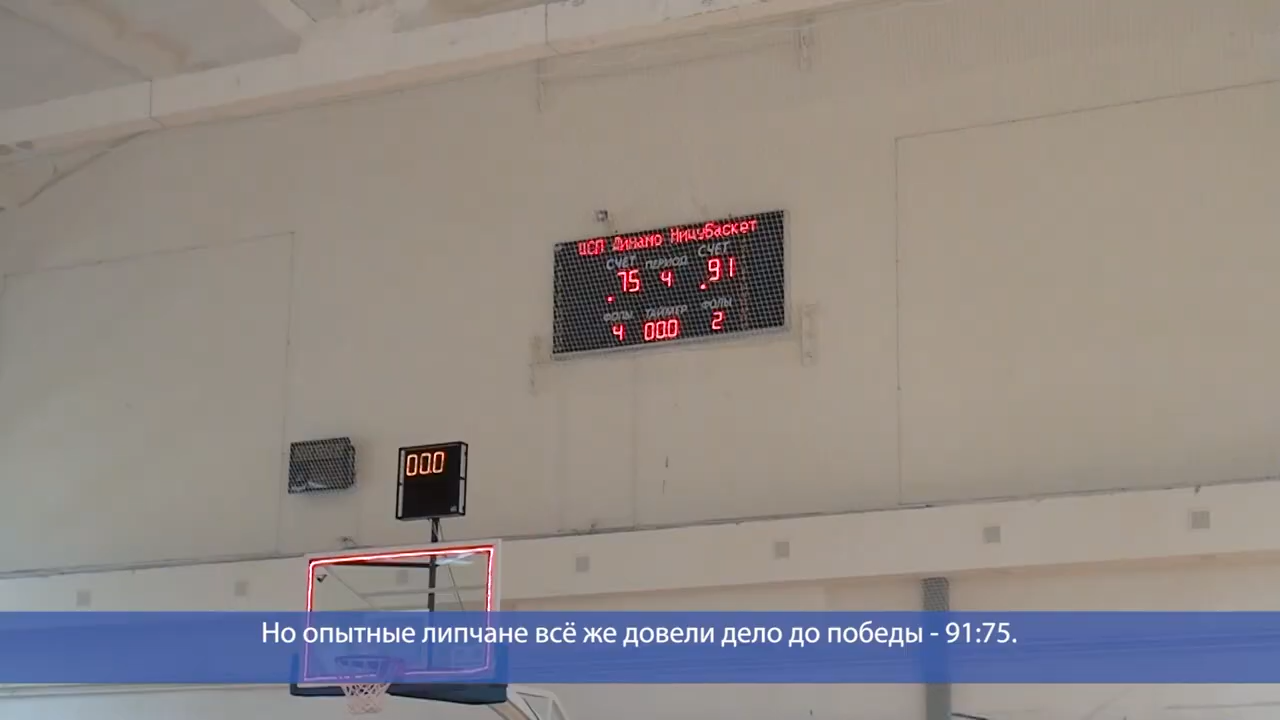 ЦСП Динамо НичуБаскет
СЧЕТ ПЕРИОД СЧЕТ
.75 4 .91
ФОЛЫ ТАЙМЕР ФОЛЫ
4 00.0 2
00.0
Но опытные липчане всё же довели дело до победы - 91:75.